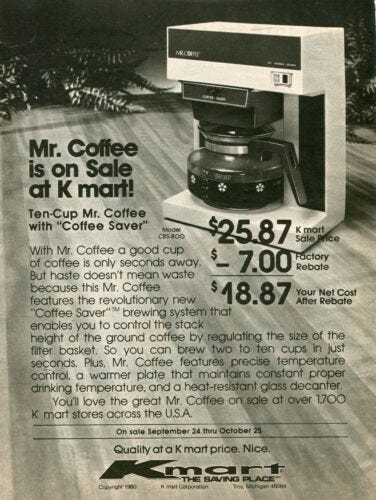 MR.COFFEE
COFFEE SAVER
Mr. Coffee
is on Sale
at K mart!
Ten-Cup Mr. Coffee
with "Coffee Saver"
Model
CBS-800
$25.87 K mart Sale Price
$- 7.00 Factory Rebate
$18.87 Your Net Cost After Rebate
With Mr. Coffee a good cup
of coffee is only seconds away.
But haste doesn't mean waste
because this Mr. Coffee
features the revolutionary new
"Coffee Saver"™ brewing system that
enables you to control the stack
height of the ground coffee by regulating the size of the
filter basket. So you can brew two to ten cups in just
seconds. Plus, Mr. Coffee features precise temperature
control, a warmer plate that maintains constant proper
drinking temperature, and a heat-resistant glass decanter.
You'll love the great Mr. Coffee on sale at over 1,700
K mart stores across the U.S.A.
On sale September 24 thru October 25
Quality at a K mart price. Nice.
Kmart
THE SAVING PLACE
Copyright 1980 K mart Corporation Troy, Michigan 48084